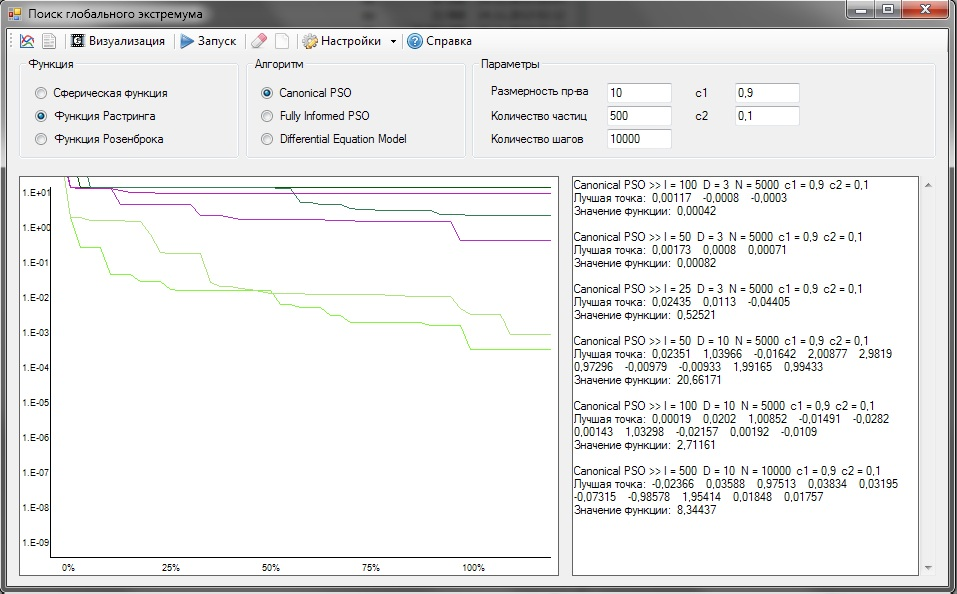 Поиск глобального экстремума
Визуализация Запуск Настройки Справка
Функция
Сферическая функция
Функция Растринга
Функция Розенброка
Алгоритм
Canonical PSO
Fully Informed PSO
Differential Equation Model
Параметры
Размерность пр-ва 10 c1 0,9
Количество частиц 500 c2 0,1
Количество шагов 10000
1.E+01
1.E+00
1.E-01
1.E-02
1.E-03
1.E-04
1.E-05
1.E-06
1.E-07
1.E-08
1.E-09
0% 25% 50% 75% 100%
Canonical PSO >> I = 100 D = 3 N = 5000 c1 = 0,9 c2 = 0,1
Лучшая точка: 0,00117 -0,0008 -0,0003
Значение функции: 0,00042
Canonical PSO >> I = 50 D = 3 N = 5000 c1 = 0,9 c2 = 0,1
Лучшая точка: 0,00173 0,0008 0,00071
Значение функции: 0,00082
Canonical PSO >> I = 25 D = 3 N = 5000 c1 = 0,9 c2 = 0,1
Лучшая точка: 0,02435 0,0113 -0,04405
Значение функции: 0,52521
Canonical PSO >> I = 50 D = 10 N = 5000 c1 = 0,9 c2 = 0,1
Лучшая точка: 0,02351 1,03966 -0,01642 2,00877 2,9819
0,97296 -0,00979 -0,00933 1,99165 0,99433
Значение функции: 20,66171
Canonical PSO >> I = 100 D = 10 N = 5000 c1 = 0,9 c2 = 0,1
Лучшая точка: 0,00019 0,0202 1,00852 -0,01491 -0,0282
0,00143 1,03298 -0,02157 0,00192 -0,0109
Значение функции: 2,71161
Canonical PSO >> I = 500 D = 10 N = 10000 c1 = 0,9 c2 = 0,1
Лучшая точка: -0,02366 0,03588 0,97513 0,03834 0,03195
-0,07315 -0,98578 1,95414 0,01848 0,01757
Значение функции: 8,34437